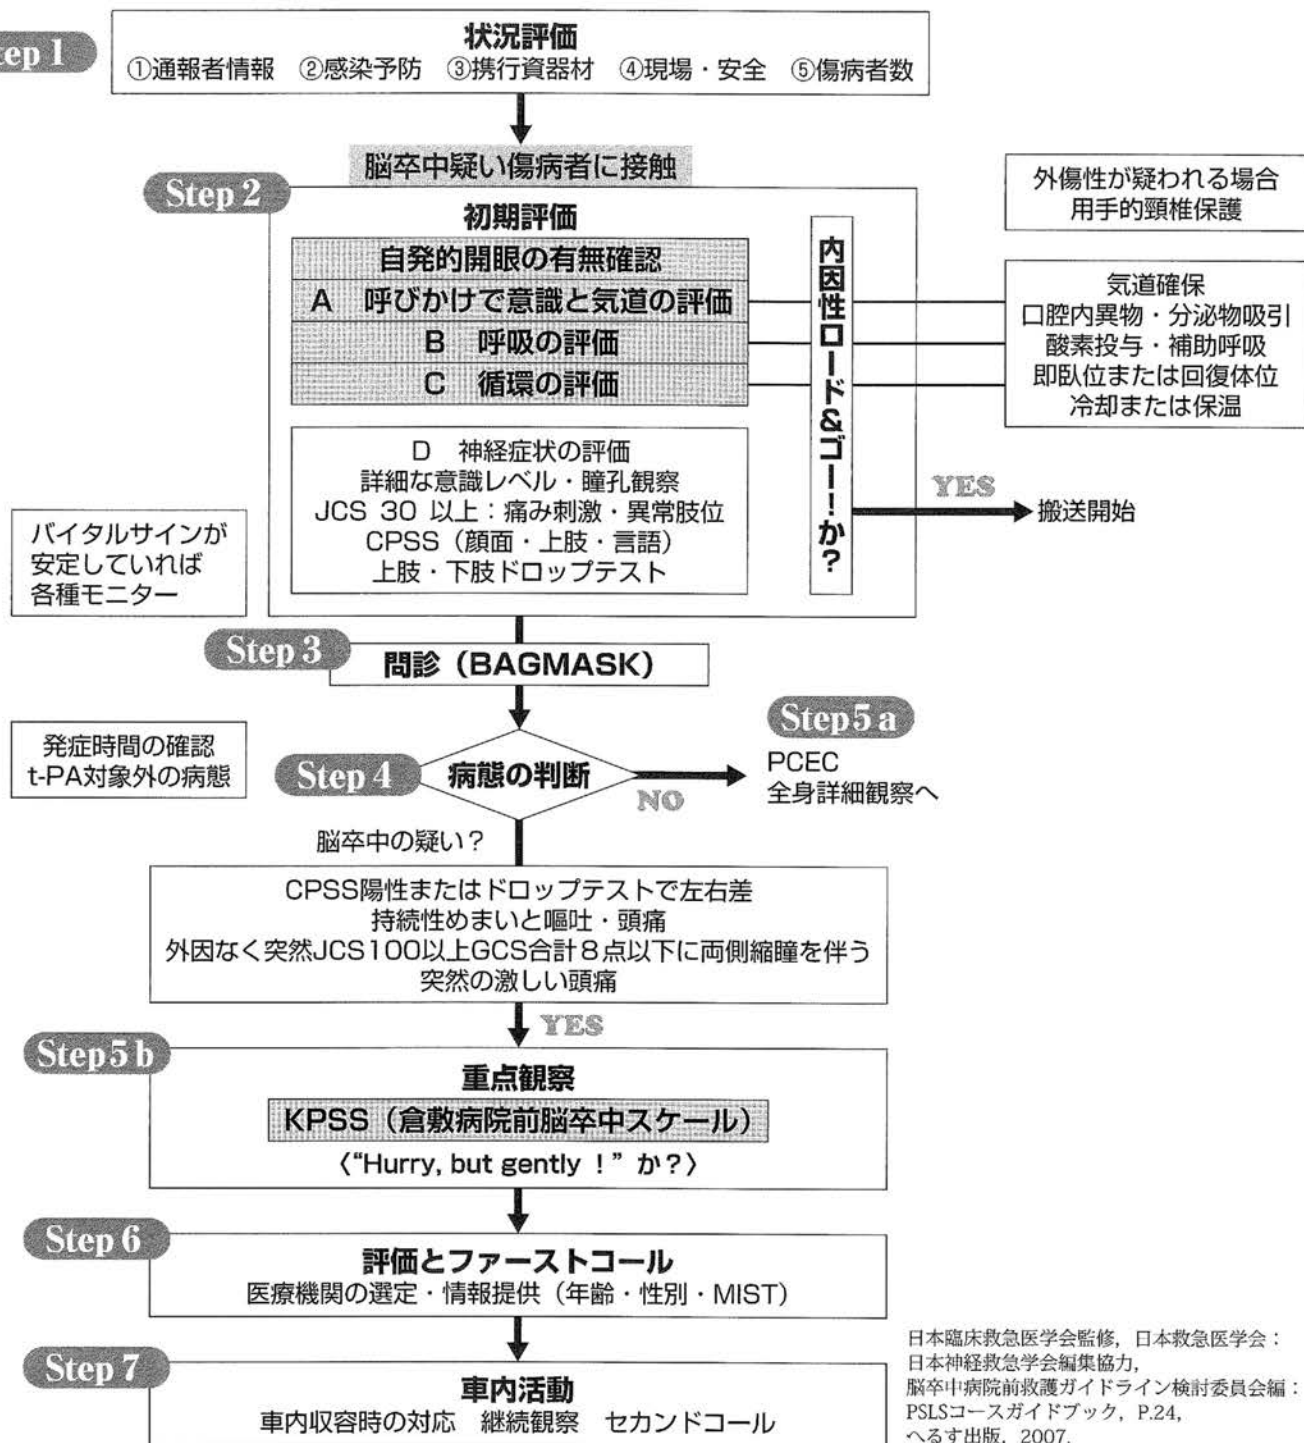 tep 1
状況評価
①通報者情報 ②感染予防 ③携行資器材 ④現場・安全 ⑤傷病者数
脳卒中疑い傷病者に接触
Step 2
初期評価
自発的開眼の有無確認
A 呼びかけで意識と気道の評価
B 呼吸の評価
C 循環の評価
D 神経症状の評価
詳細な意識レベル・瞳孔観察
JCS 30 以上：痛み刺激・異常肢位
CPSS（顔面・上肢・言語）
上肢・下肢ドロップテスト
内因性ロード&ゴー！か？
外傷性が疑われる場合
用手的頸椎保護
気道確保
口腔内異物・分泌物吸引
酸素投与・補助呼吸
即臥位または回復体位
冷却または保温
YES
搬送開始
バイタルサインが
安定していれば
各種モニター
Step 3
問診（BAGMASK）
発症時間の確認
t-PA対象外の病態
Step 4
病態の判断
NO
Step5 a
PCEC
全身詳細観察へ
脳卒中の疑い？
CPSS陽性またはドロップテストで左右差
持続性めまいと嘔吐・頭痛
外因なく突然JCS100以上GCS合計８点以下に両側縮瞳を伴う
突然の激しい頭痛
YES
Step5 b
重点観察
KPSS（倉敷病院前脳卒中スケール）
〈“Hurry, but gently ！” か？〉
Step 6
評価とファーストコール
医療機関の選定・情報提供（年齢・性別・MIST）
Step 7
車内活動
車内収容時の対応 継続観察 セカンドコール
日本臨床救急医学会監修，日本救急医学会：
日本神経救急学会編集協力，
脳卒中病院前救護ガイドライン検討委員会編：
PSLSコースガイドブック，P.24，
へるす出版，2007.